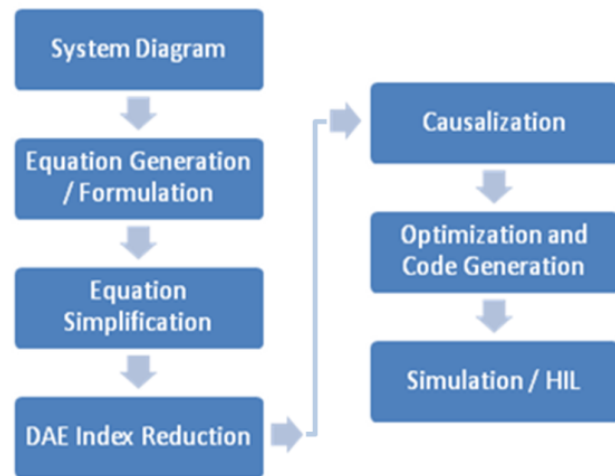 System Diagram
Equation Generation
/ Formulation
Equation
Simplification
DAE Index Reduction
Causalization
Optimization and
Code Generation
Simulation / HIL